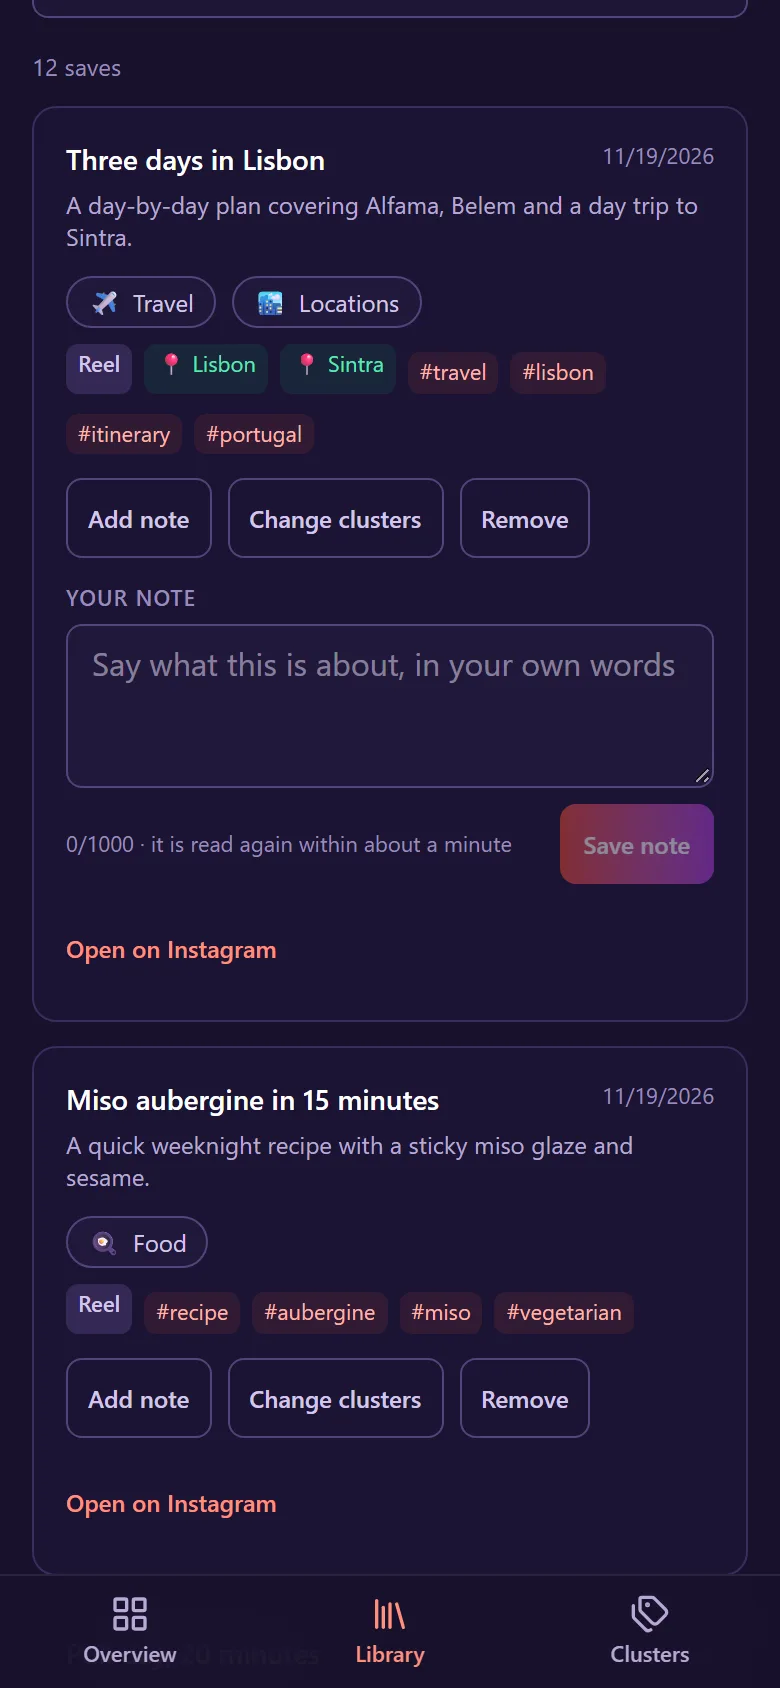 12 saves
Three days in Lisbon
11/19/2026
A day-by-day plan covering Alfama, Belem and a day trip to
Sintra.
Travel Locations
Reel Lisbon Sintra #travel #lisbon
#itinerary #portugal
Add note Change clusters Remove
YOUR NOTE
Say what this is about, in your own words
0/1000 · it is read again within about a minute Save note
Open on Instagram
Miso aubergine in 15 minutes
11/19/2026
A quick weeknight recipe with a sticky miso glaze and
sesame.
Food
Reel #recipe #aubergine #miso #vegetarian
Add note Change clusters Remove
Open on Instagram
Overview Library Clusters